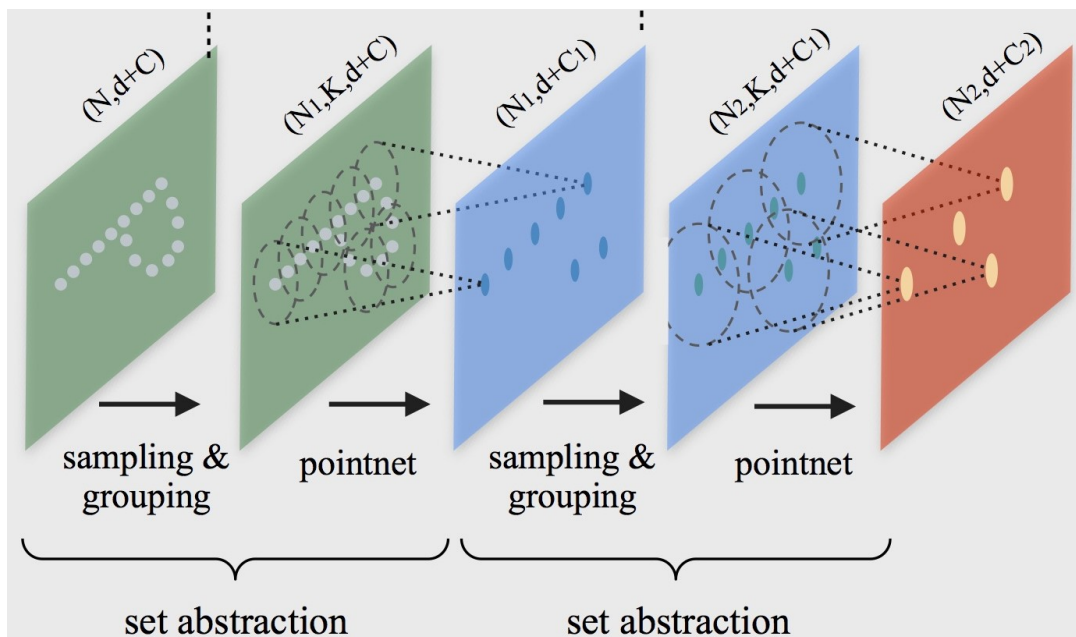 (N,d+C)
(N1,K,d+C)
(N1,d+C1)
(N2,K,d+C1)
(N2,d+C2)
sampling &
grouping
pointnet
sampling &
grouping
pointnet
set abstraction
set abstraction